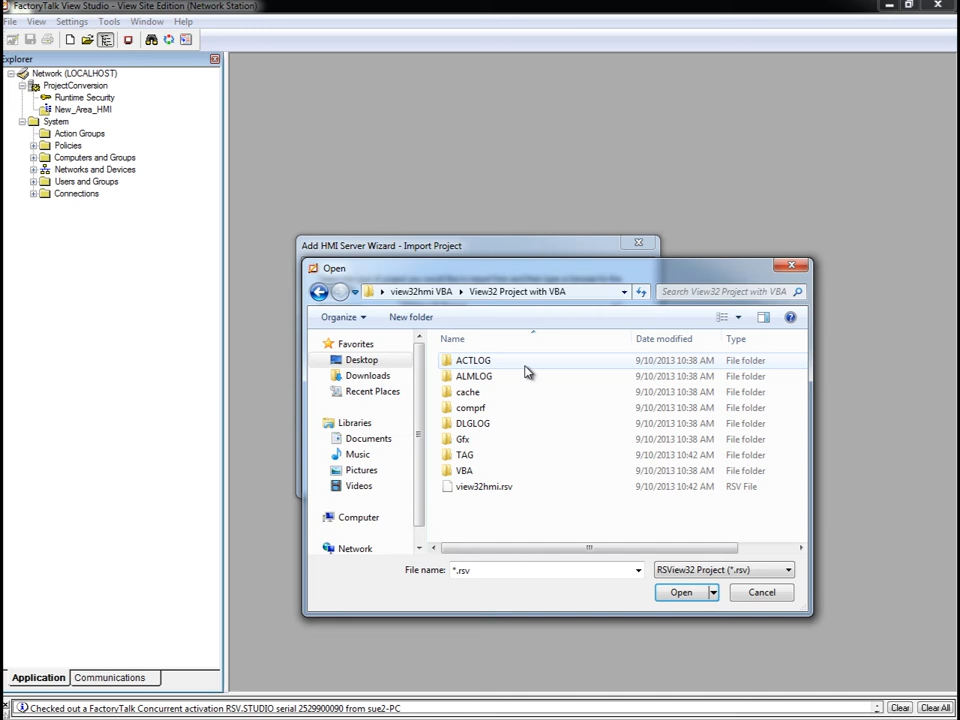 FactoryTalk View Studio - View Site Edition (Network Station)
File View Settings Tools Window Help
Explorer
Network (LOCALHOST)
ProjectConversion
Runtime Security
New_Area_HMI
System
Action Groups
Policies
Computers and Groups
Networks and Devices
Users and Groups
Connections
Add HMI Server Wizard - Import Project
Open
view32hmi VBA View32 Project with VBA Search View32 Project with VBA
Organize New folder
Favorites
Desktop
Downloads
Recent Places
Libraries
Documents
Music
Pictures
Videos
Computer
Network
Name Date modified Type
ACTLOG 9/10/2013 10:38 AM File folder
ALMLOG 9/10/2013 10:38 AM File folder
cache 9/10/2013 10:38 AM File folder
comprf 9/10/2013 10:38 AM File folder
DLGLOG 9/10/2013 10:38 AM File folder
Gfx 9/10/2013 10:38 AM File folder
TAG 9/10/2013 10:42 AM File folder
VBA 9/10/2013 10:38 AM File folder
view32hmi.rsv 9/10/2013 10:42 AM RSV File
File name: *.rsv RSView32 Project (*.rsv)
Open Cancel
Application Communications
Checked out a FactoryTalk Concurrent activation RSV.STUDIO serial 2529900090 from sue2-PC Clear Clear All